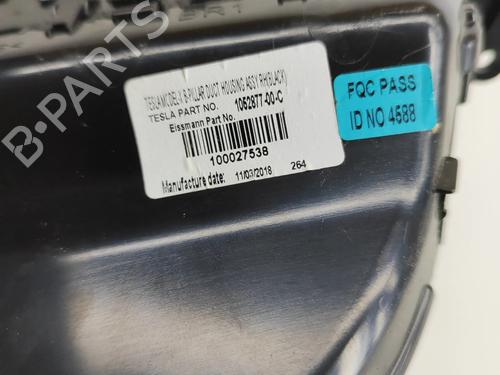 TESLA MODEL-X B-PILLAR DUCT HOUSING ASSY RH(BLACK)
TESLA PART NO. 1052877-00-C
Eissmann Part No.
100027538
Manufacture date: 11/03/2018 264
FQC PASS
ID NO 4588
B-PARTS